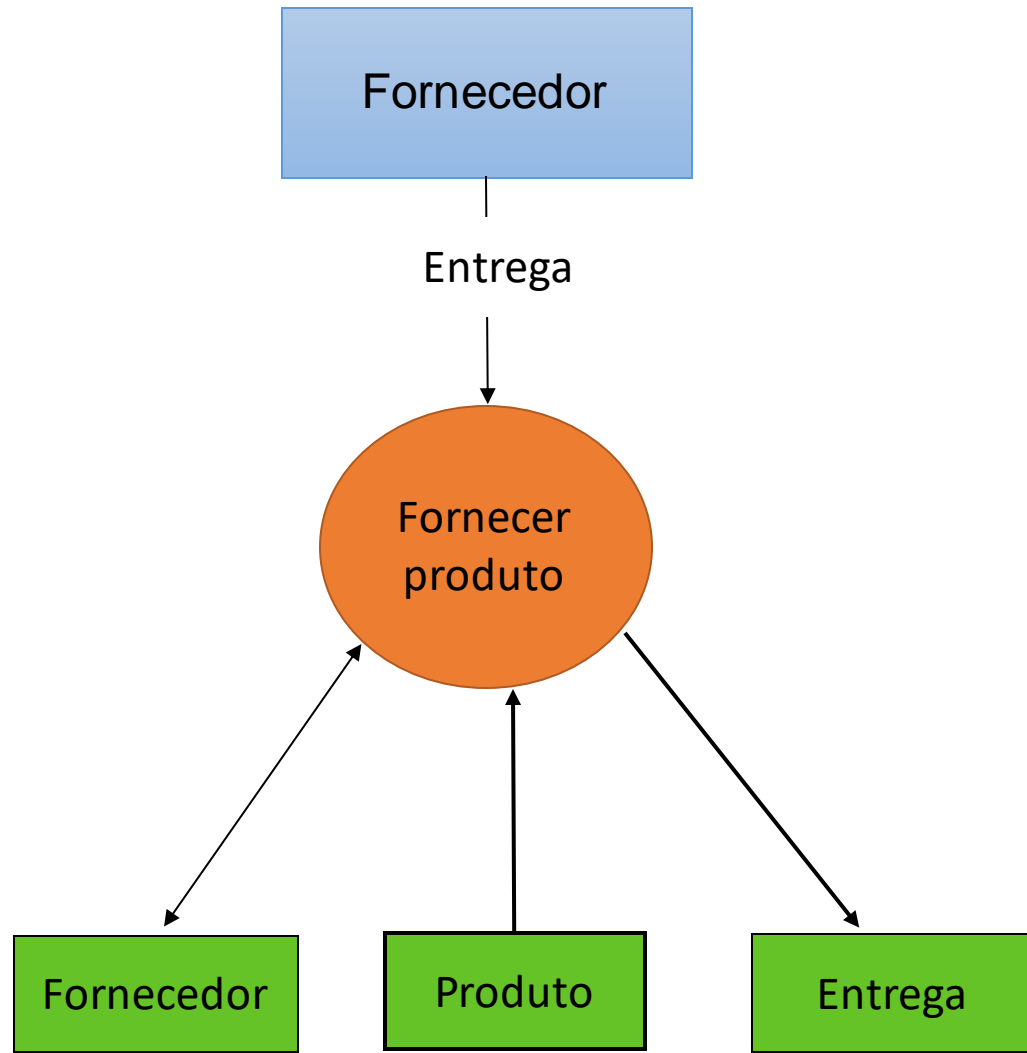 Fornecedor
Entrega
Fornecer
produto
Fornecedor
Produto
Entrega